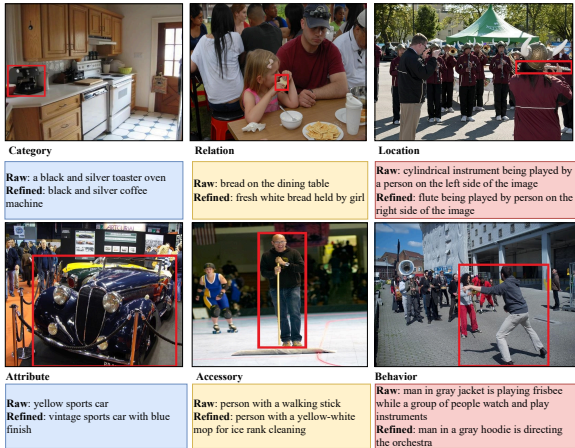 Category
Relation
Location
Raw: a black and silver toaster oven
Refined: black and silver coffee
machine
Raw: bread on the dining table
Refined: fresh white bread held by girl
Raw: cylindrical instrument being played by
a person on the left side of the image
Refined: flute being played by person on the
right side of the image
Attribute
Accessory
Behavior
Raw: yellow sports car
Refined: vintage sports car with blue
finish
Raw: person with a walking stick
Refined: person with a yellow-white
mop for ice rank cleaning
Raw: man in gray jacket is playing frisbee
while a group of people watch and play
instruments
Refined: man in a gray hoodie is directing
the orchestra